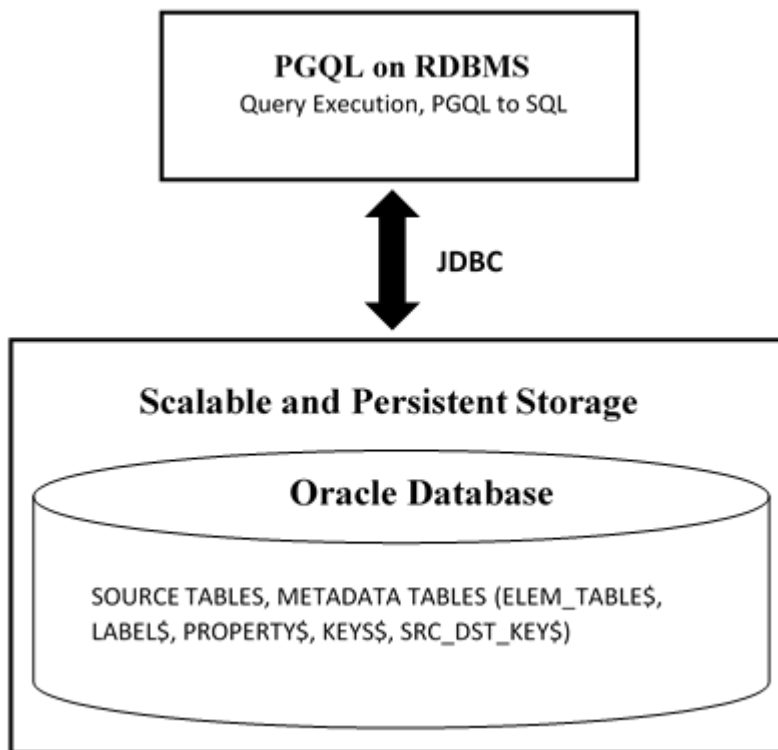 PGQL on RDBMS
Query Execution, PGQL to SQL
JDBC
Scalable and Persistent Storage
Oracle Database
SOURCE TABLES, METADATA TABLES (ELEM_TABLE$,
LABEL$, PROPERTY$, KEYS$, SRC_DST_KEY$)